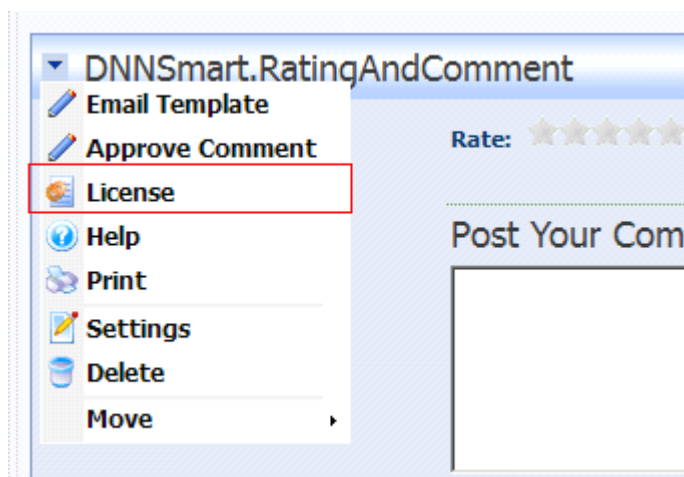 DNNSmart.RatingAndComment
Email Template
Approve Comment
License
Help
Print
Settings
Delete
Move
Rate:
Post Your Com